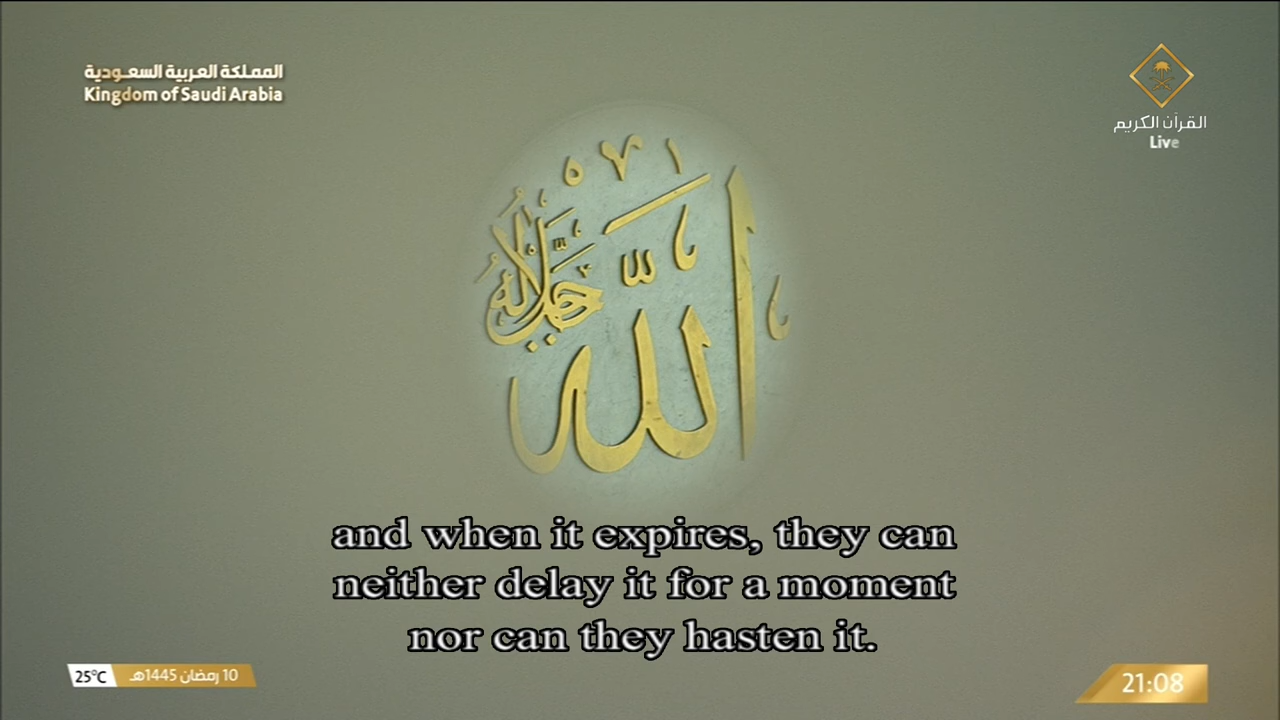 المملكة العربية السعودية
Kingdom of Saudi Arabia
القرآن الكريم
Live
الله
جل جلاله
and when it expires, they can
neither delay it for a moment
nor can they hasten it.
25°C
10 رمضان 1445هـ
21:08